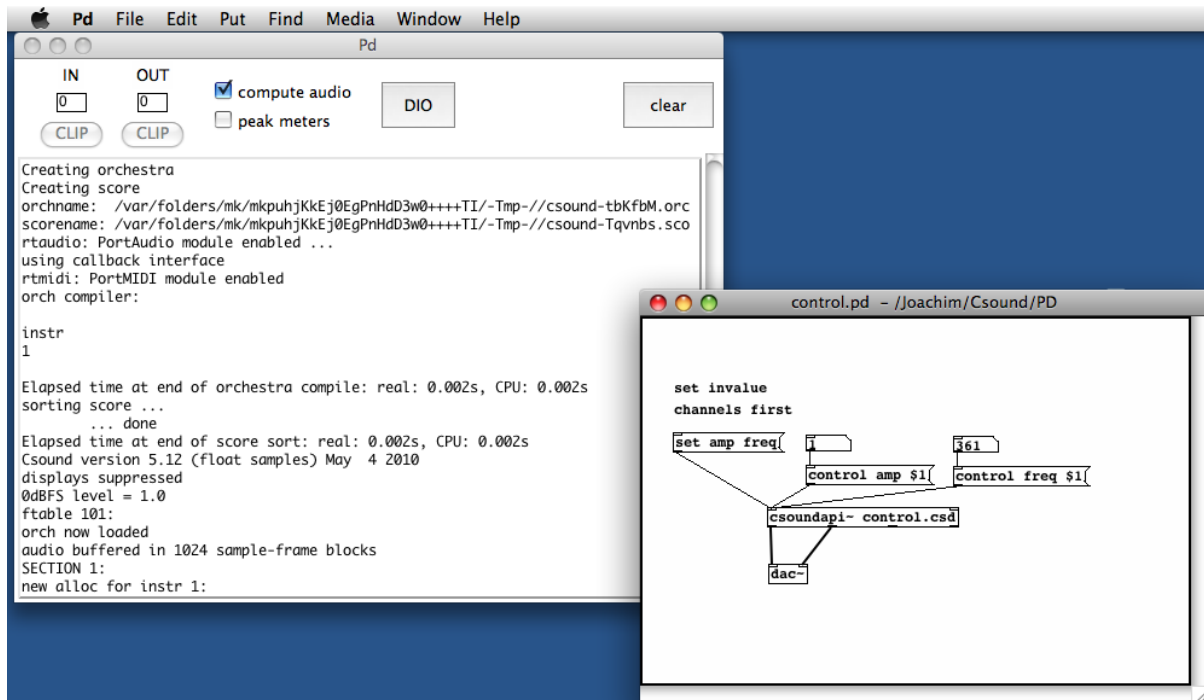 Pd File Edit Put Find Media Window Help
Pd
IN OUT
0 0
compute audio
peak meters
DIO
clear
CLIP CLIP
Creating orchestra
Creating score
orchname:  /var/folders/mk/mkpuhjKkEj0EgPnHdD3w0++++TI/-Tmp-//csound-tbKfbM.orc
scorename: /var/folders/mk/mkpuhjKkEj0EgPnHdD3w0++++TI/-Tmp-//csound-Tqvnbs.sco
rtaudio: PortAudio module enabled ...
using callback interface
rtmidi: PortMIDI module enabled
orch compiler:
instr
1
Elapsed time at end of orchestra compile: real: 0.002s, CPU: 0.002s
sorting score ...
... done
Elapsed time at end of score sort: real: 0.002s, CPU: 0.002s
Csound version 5.12 (float samples) May  4 2010
displays suppressed
0dBFS level = 1.0
ftable 101:
orch now loaded
audio buffered in 1024 sample-frame blocks
SECTION 1:
new alloc for instr 1:
control.pd - /Joachim/Csound/PD
set invalue
channels first
set amp freq
1
361
control amp $1
control freq $1
csoundapi~ control.csd
dac~